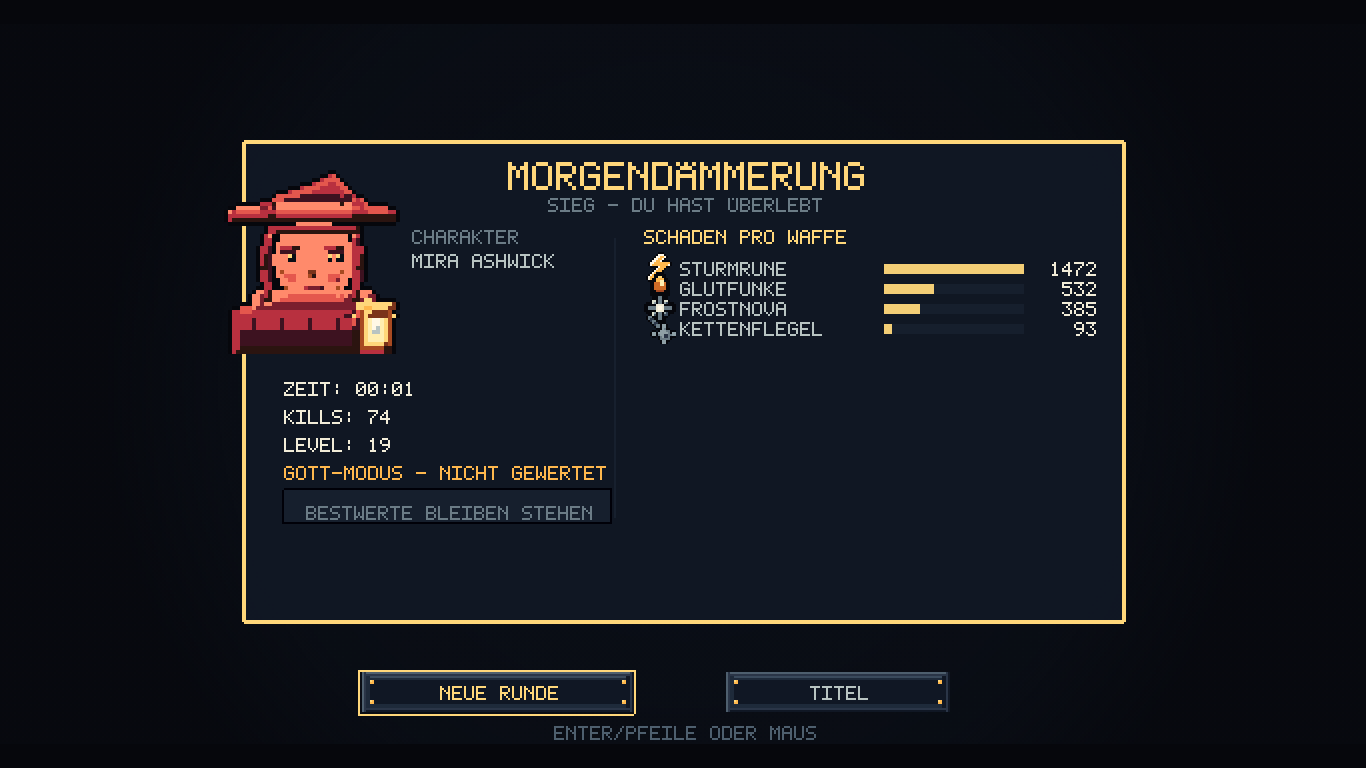 MORGENDÄMMERUNG
SIEG - DU HAST ÜBERLEBT
CHARAKTER
MIRA ASHWICK
ZEIT: 00:01
KILLS: 74
LEVEL: 19
GOTT-MODUS - NICHT GEWERTET
BESTWERTE BLEIBEN STEHEN
SCHADEN PRO WAFFE
STURMRUNE 1472
GLUTFUNKE 532
FROSTNOVA 385
KETTENFLEGEL 93
NEUE RUNDE
TITEL
ENTER/PFEILE ODER MAUS